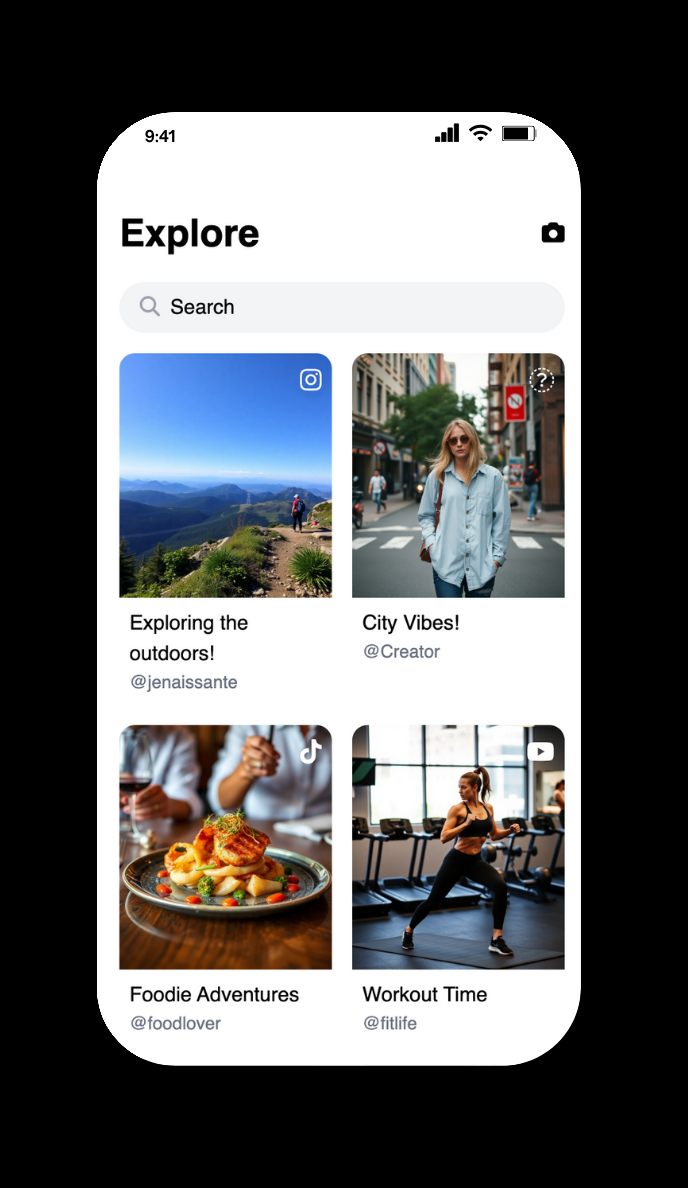 9:41
Explore
Search
?
Exploring the
outdoors!
@jenaissante
City Vibes!
@Creator
Foodie Adventures
@foodlover
Workout Time
@fitlife